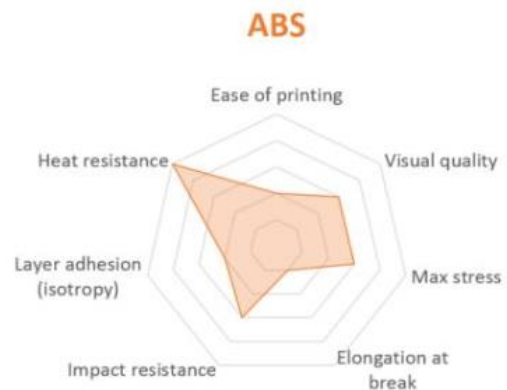 ABS
Ease of printing
Heat resistance
Visual quality
Layer adhesion
(isotropy)
Max stress
Impact resistance
Elongation at
break